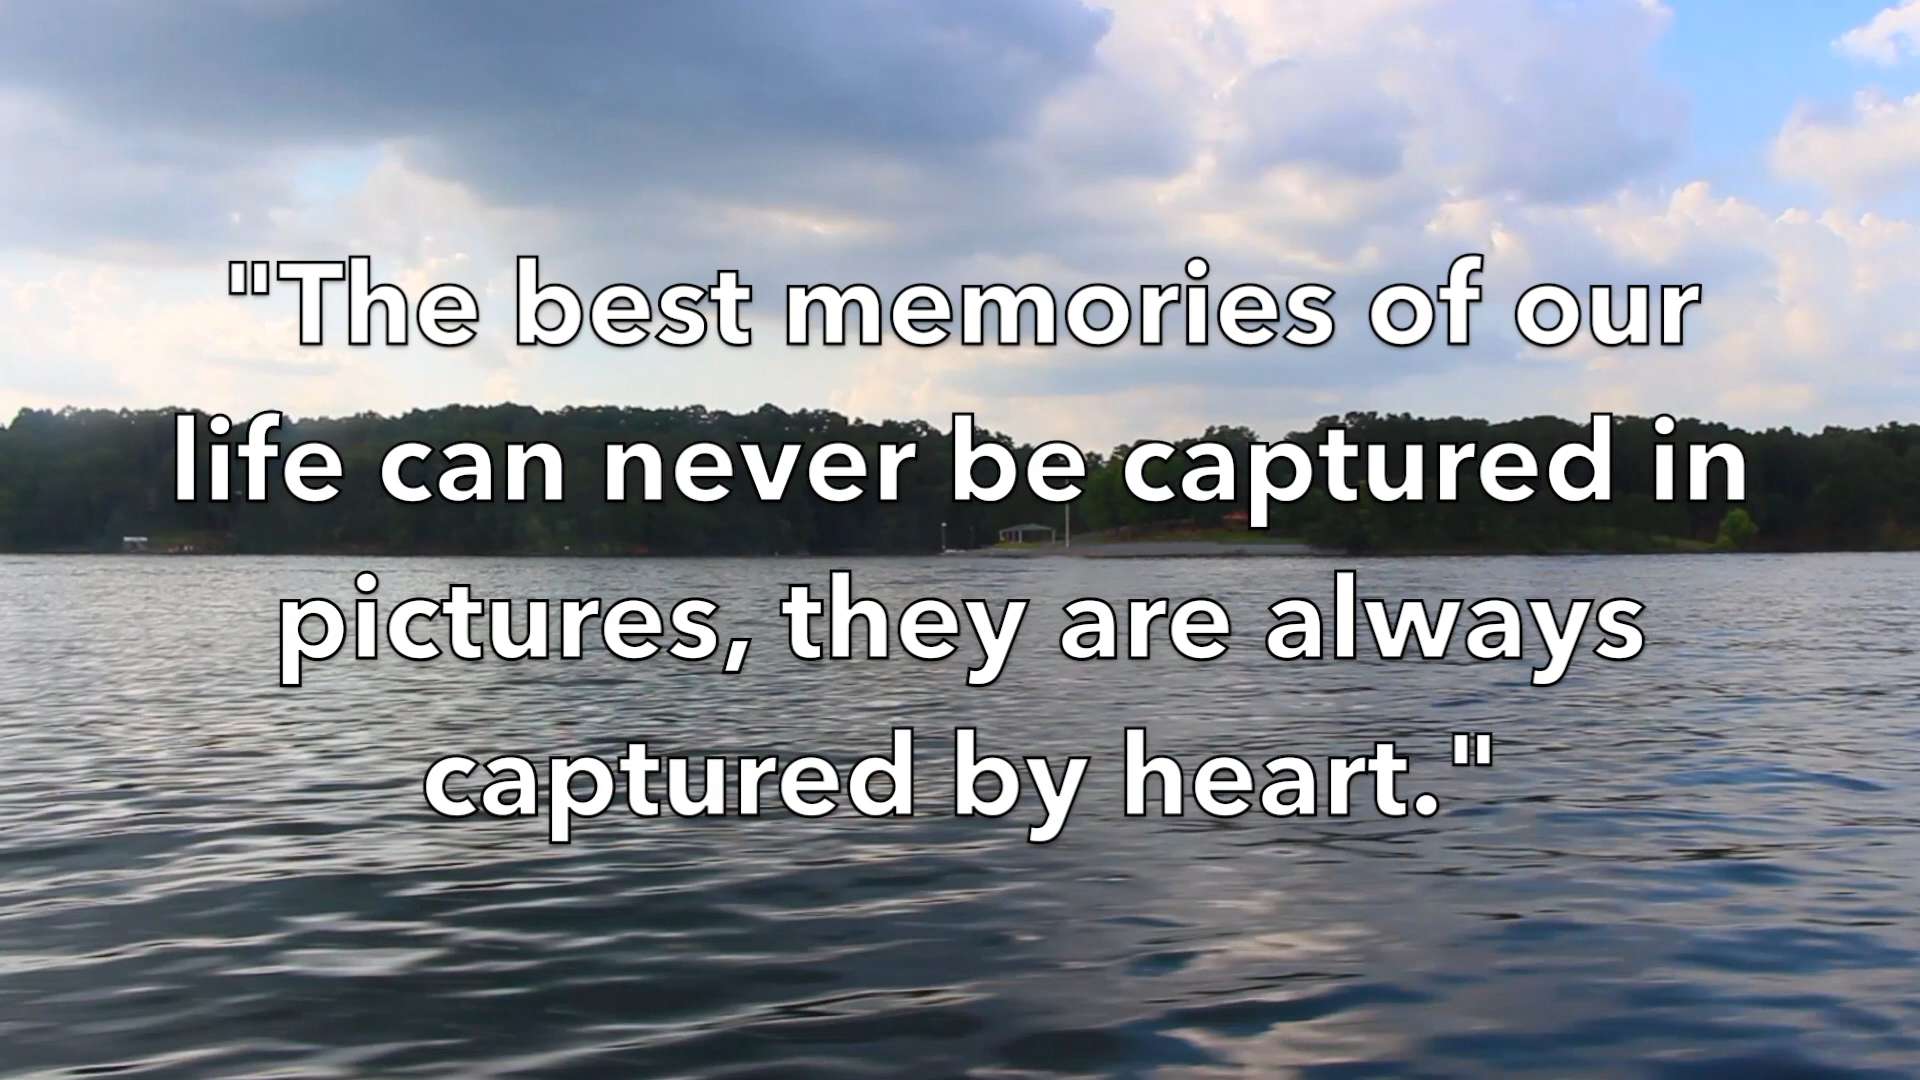 "The best memories of our
life can never be captured in
pictures, they are always
captured by heart."